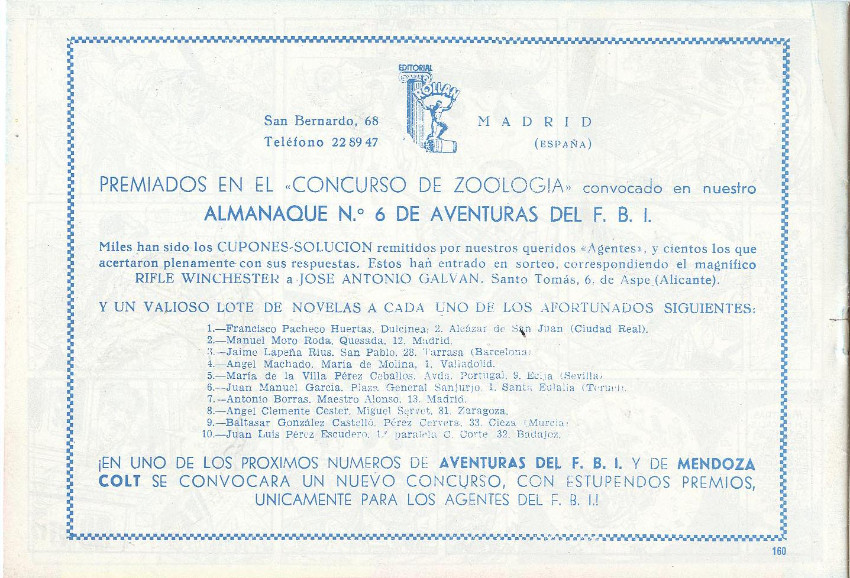 EDITORIAL
ROLLAN
San Bernardo, 68
Teléfono 22 89 47
MADRID
(ESPAÑA)
PREMIADOS EN EL «CONCURSO DE ZOOLOGIA» convocado en nuestro
ALMANAQUE N.º 6 DE AVENTURAS DEL F. B. I.
Miles han sido los CUPONES-SOLUCION remitidos por nuestros queridos «Agentes», y cientos los que
acertaron plenamente con sus respuestas. Estos han entrado en sorteo, correspondiendo el magnífico
RIFLE WINCHESTER a JOSE ANTONIO GALVAN. Santo Tomás, 6, de Aspe (Alicante).
Y UN VALIOSO LOTE DE NOVELAS A CADA UNO DE LOS AFORTUNADOS SIGUIENTES:
1.—Francisco Pacheco Huertas, Dulcinea; 2. Alcázar de San Juan (Ciudad Real).
2.—Manuel Moro Roda, Quesada, 12, Madrid.
3.—Jaime Lapeña Rius, San Pablo, 28, Tarrasa (Barcelona)
4.—Angel Machado, María de Molina, 1. Valladolid.
5.—María de la Villa Pérez Ceballos, Avda. Portugal, 9. Ecija (Sevilla)
6.—Juan Manuel García, Plaza General Sanjurjo, 1. Santa Eulalia (Teruel).
7.—Antonio Borras, Maestro Alonso, 13. Madrid.
8.—Angel Clemente Cester, Miguel Servet, 81. Zaragoza.
9.—Baltasar González Castelló, Pérez Cervera, 33. Cieza (Murcia)
10.—Juan Luis Pérez Escudero, 1.ª paralela C. Corte 32. Badajoz.
¡EN UNO DE LOS PROXIMOS NUMEROS DE AVENTURAS DEL F. B. I. Y DE MENDOZA
COLT SE CONVOCARA UN NUEVO CONCURSO, CON ESTUPENDOS PREMIOS,
UNICAMENTE PARA LOS AGENTES DEL F. B. I.!
160